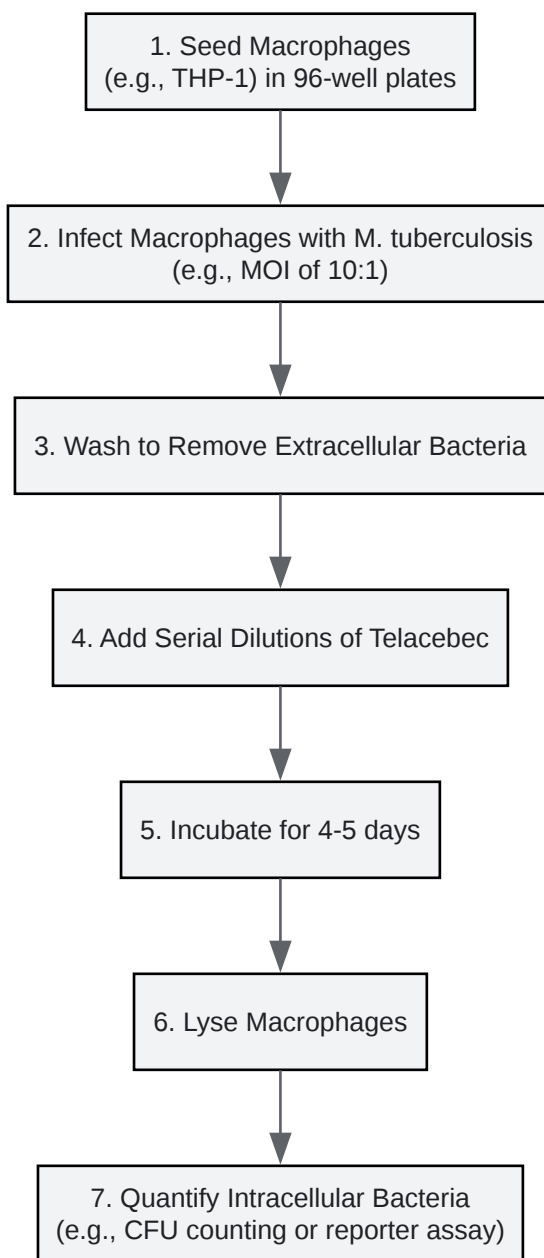 1. Seed Macrophages
(e.g., THP-1) in 96-well plates
2. Infect Macrophages with M. tuberculosis
(e.g., MOI of 10:1)
3. Wash to Remove Extracellular Bacteria
4. Add Serial Dilutions of Telacebec
5. Incubate for 4-5 days
6. Lyse Macrophages
7. Quantify Intracellular Bacteria
(e.g., CFU counting or reporter assay)